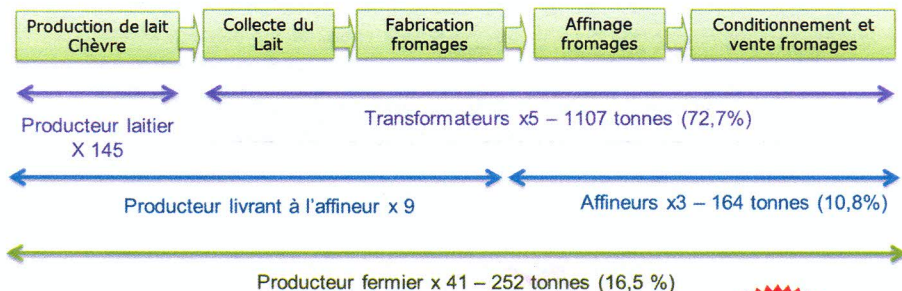 Production de lait
Chèvre
Collecte du
Lait
Fabrication
fromages
Affinage
fromages
Conditionnement et
vente fromages
Producteur laitier
X 145
Transformateurs x5 – 1107 tonnes (72,7%)
Producteur livrant à l'affineur x 9
Affineurs x3 – 164 tonnes (10,8%)
Producteur fermier x 41 – 252 tonnes (16,5 %)